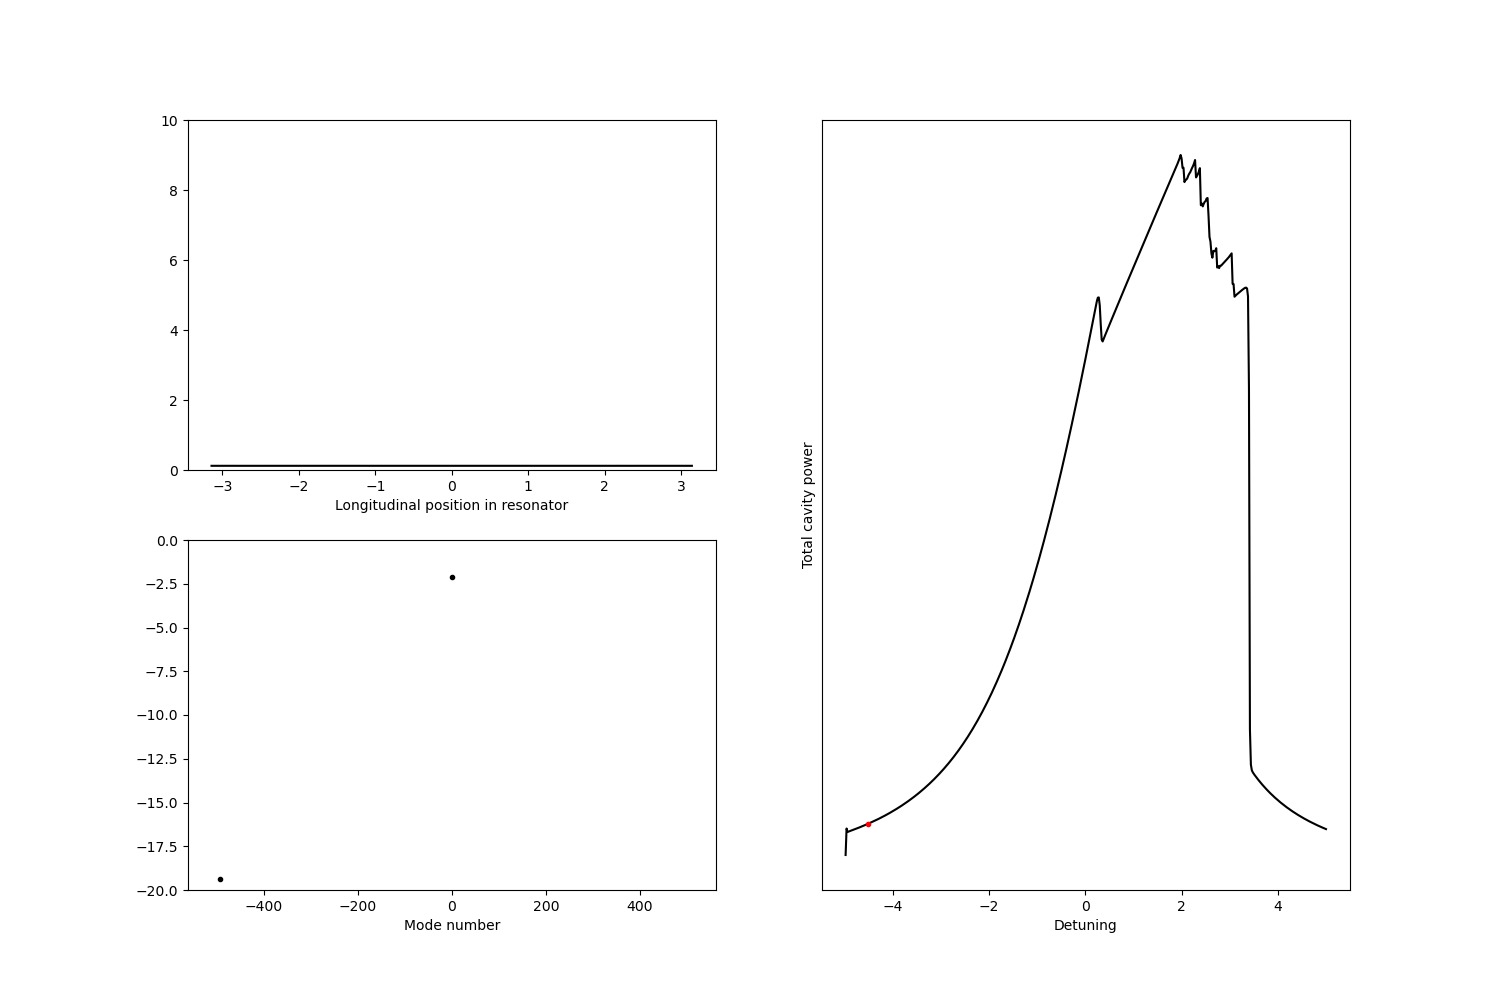 10
8
6
4
2
0
−3 −2 −1 0 1 2 3
Longitudinal position in resonator
0.0
−2.5
−5.0
−7.5
−10.0
−12.5
−15.0
−17.5
−20.0
−400 −200 0 200 400
Mode number
Total cavity power
−4 −2 0 2 4
Detuning